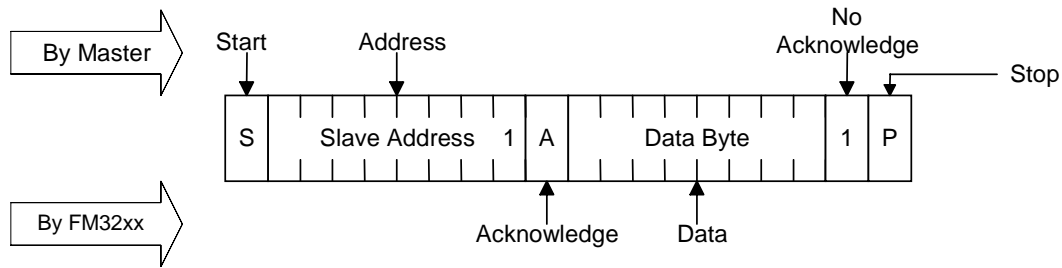 By Master
Start
Address
No
Acknowledge
Stop
S
Slave Address
1
A
Data Byte
1
P
By FM32xx
Acknowledge
Data